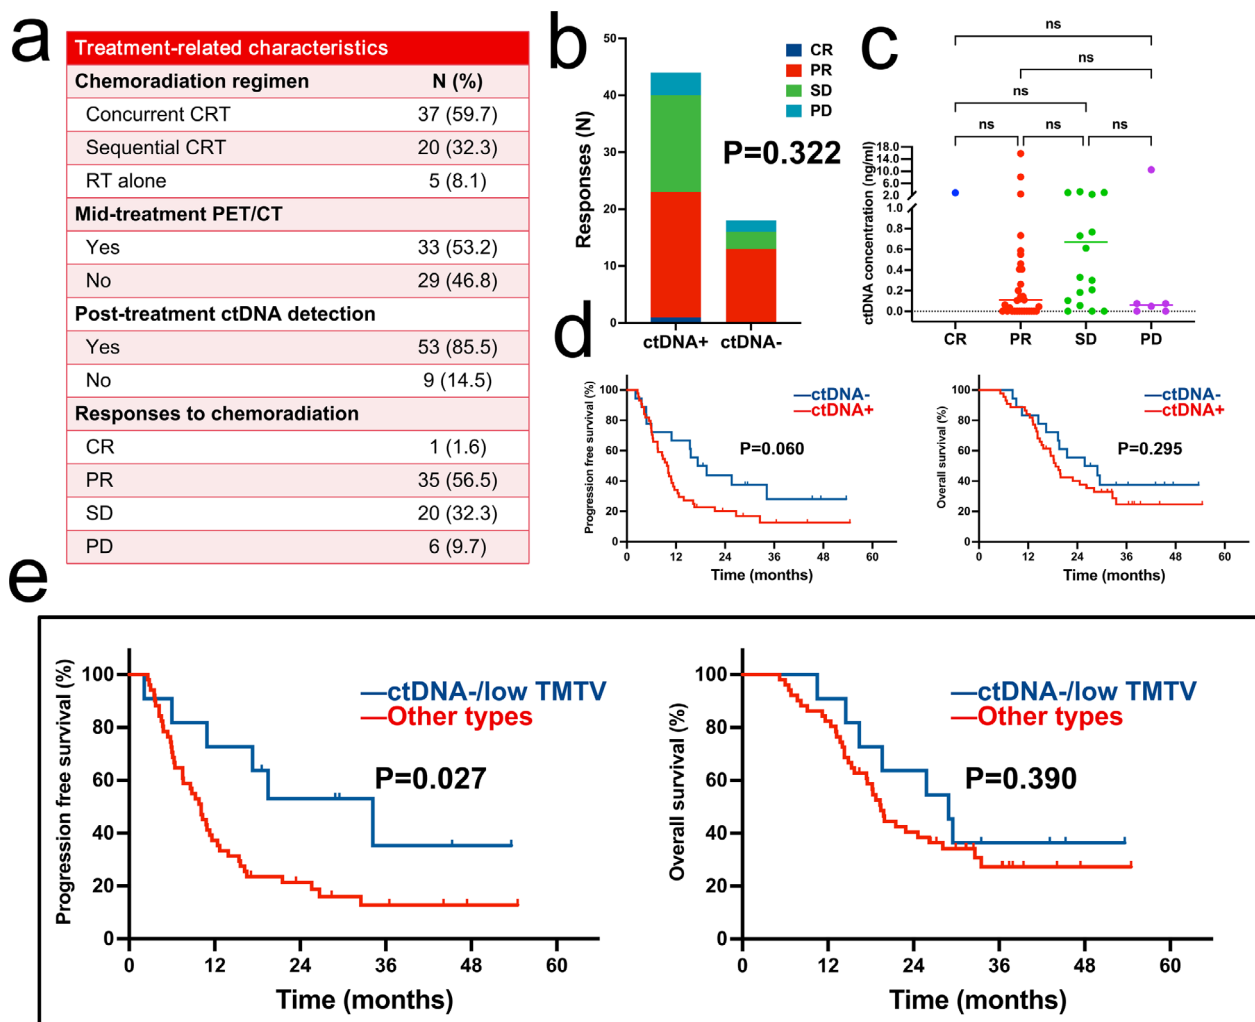 a
Treatment-related characteristics
Chemoradiation regimen N (%)
Concurrent CRT 37 (59.7)
Sequential CRT 20 (32.3)
RT alone 5 (8.1)
Mid-treatment PET/CT
Yes 33 (53.2)
No 29 (46.8)
Post-treatment ctDNA detection
Yes 53 (85.5)
No 9 (14.5)
Responses to chemoradiation
CR 1 (1.6)
PR 35 (56.5)
SD 20 (32.3)
PD 6 (9.7)
b
Responses (N)
50
40
30
20
10
0
CR
PR
SD
PD
P=0.322
ctDNA+ ctDNA-
c
ns
ns
ns
ns ns ns
ctDNA concentration (ng/ml)
18.0
10.0
6.0
2.0
1.0
0.8
0.6
0.4
0.2
0.0
CR PR SD PD
d
Progression free survival (%)
100
80
60
40
20
0
0 12 24 36 48 60
Time (months)
ctDNA-
ctDNA+
P=0.060
Overall survival (%)
100
80
60
40
20
0
0 12 24 36 48 60
Time (months)
ctDNA-
ctDNA+
P=0.295
e
Progression free survival (%)
100
80
60
40
20
0
0 12 24 36 48 60
Time (months)
ctDNA-/low TMTV
Other types
P=0.027
Overall survival (%)
100
80
60
40
20
0
0 12 24 36 48 60
Time (months)
ctDNA-/low TMTV
Other types
P=0.390